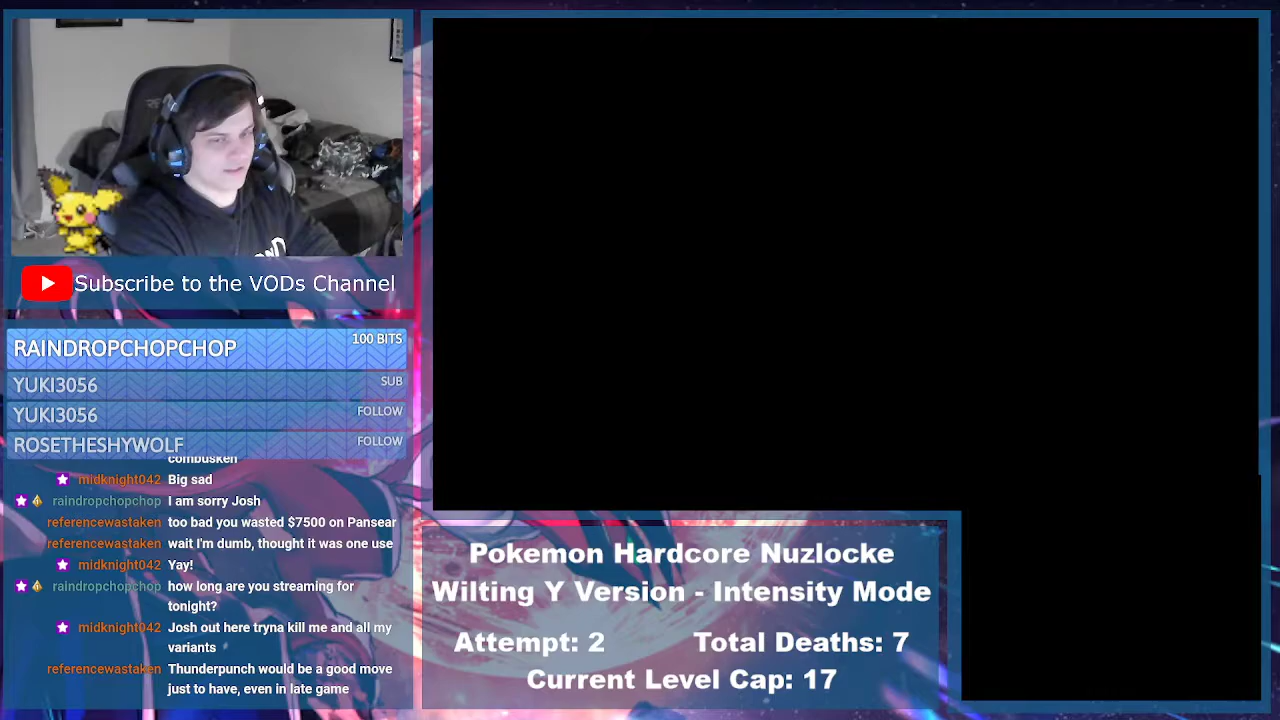 Subscribe to the VODs Channel
RAINDROPCHOPCHOP 100 BITS
YUKI3056 SUB
YUKI3056 FOLLOW
ROSETHESHYWOLF FOLLOW
combusken
midknight042 Big sad
raindropchopchop I am sorry Josh
referencewastaken too bad you wasted $7500 on Pansear
referencewastaken wait I'm dumb, thought it was one use
midknight042 Yay!
raindropchopchop how long are you streaming for
tonight?
midknight042 Josh out here tryna kill me and all my
variants
referencewastaken Thunderpunch would be a good move
just to have, even in late game
Pokemon Hardcore Nuzlocke
Wilting Y Version - Intensity Mode
Attempt: 2 Total Deaths: 7
Current Level Cap: 17